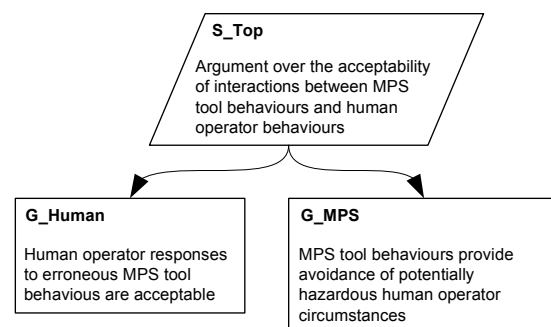 S_Top
Argument over the acceptability
of interactions between MPS
tool behaviours and human
operator behaviours
G_Human
Human operator responses
to erroneous MPS tool
behavious are acceptable
G_MPS
MPS tool behaviours provide
avoidance of potentially
hazardous human operator
circumstances